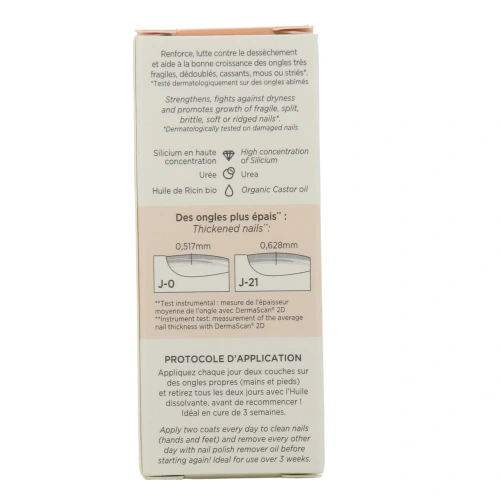 Renforce, lutte contre le dessèchement
et aide à la bonne croissance des ongles très
fragiles, dédoublés, cassants, mous ou striés*.
*Testé dermatologiquement sur des ongles abîmés
Strengthens, fights against dryness
and promotes growth of fragile, split,
brittle, soft or ridged nails*.
*Dermatologically tested on damaged nails
Silicium en haute concentration
High concentration of Silicium
Urée
Urea
Huile de Ricin bio
Organic Castor oil
Des ongles plus épais** :
Thickened nails**:
0,517mm
0,628mm
J-0
J-21
**Test instrumental : mesure de l'épaisseur
moyenne de l'ongle avec DermaScan® 2D
**Instrument test: measurement of the average
nail thickness with DermaScan® 2D
PROTOCOLE D'APPLICATION
Appliquez chaque jour deux couches sur
des ongles propres (mains et pieds)
et retirez tous les deux jours avec l'Huile
dissolvante, avant de recommencer !
Idéal en cure de 3 semaines.
Apply two coats every day to clean nails
(hands and feet) and remove every other
day with nail polish remover oil before
starting again! Ideal for use over 3 weeks.